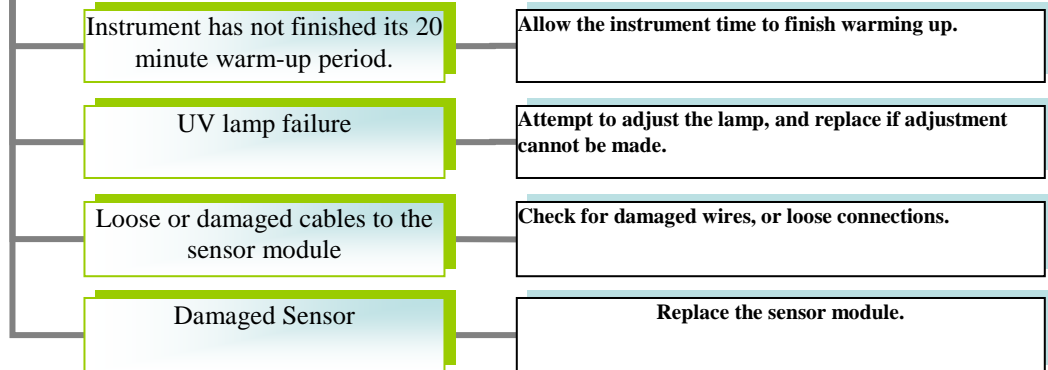 Instrument has not finished its 20
minute warm-up period.
Allow the instrument time to finish warming up.
UV lamp failure
Attempt to adjust the lamp, and replace if adjustment
cannot be made.
Loose or damaged cables to the
sensor module
Check for damaged wires, or loose connections.
Damaged Sensor
Replace the sensor module.